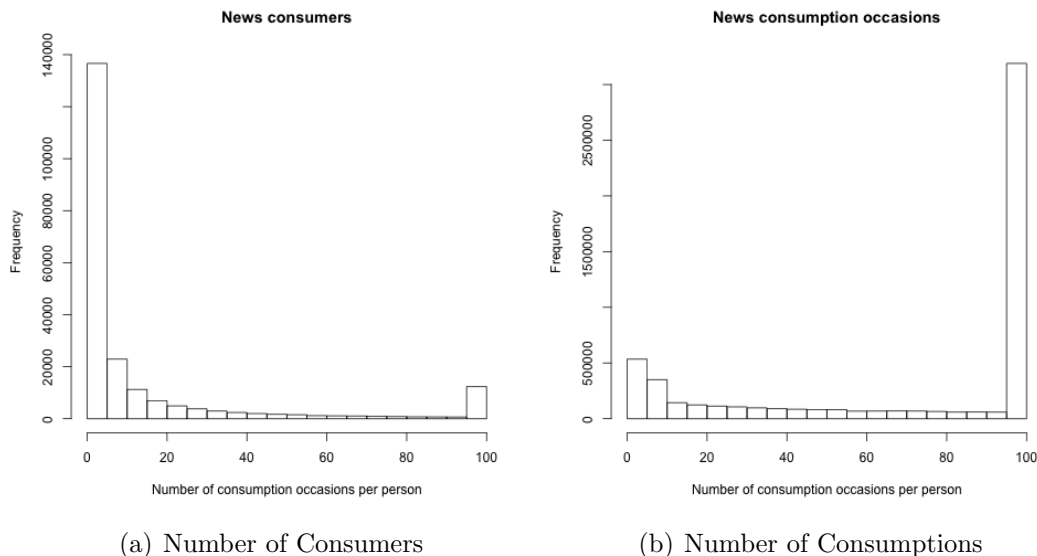 News consumers
Frequency
0
20000
40000
60000
80000
100000
140000
0 20 40 60 80 100
Number of consumption occasions per person
(a) Number of Consumers
News consumption occasions
Frequency
0
500000
1500000
2500000
0 20 40 60 80 100
Number of consumption occasions per person
(b) Number of Consumptions